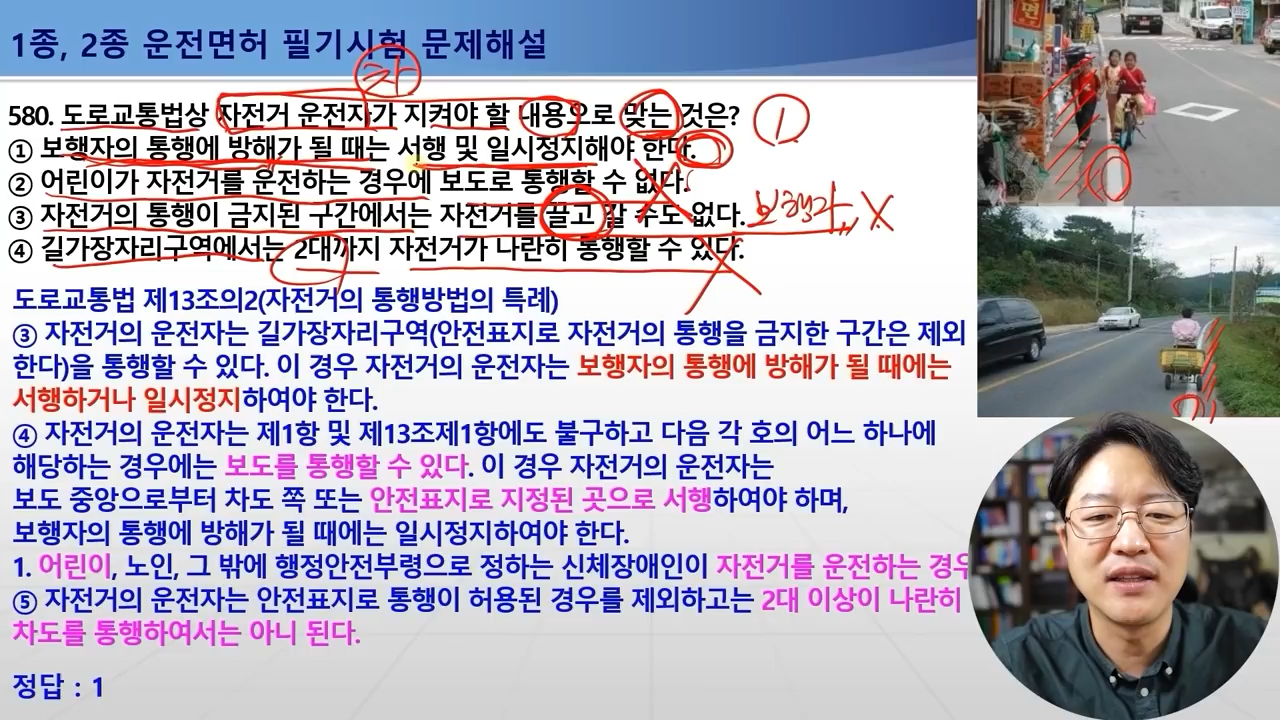 1종, 2종 운전면허 필기시험 문제해설
차
580. 도로교통법상 자전거 운전자가 지켜야 할 내용으로 맞는 것은?
①
① 보행자의 통행에 방해가 될 때는 서행 및 일시정지해야 한다.
② 어린이가 자전거를 운전하는 경우에 보도로 통행할 수 없다.
③ 자전거의 통행이 금지된 구간에서는 자전거를 끌고 갈 수도 없다.
보행자
④ 길가장자리구역에서는 2대까지 자전거가 나란히 통행할 수 있다.
도로교통법 제13조의2(자전거의 통행방법의 특례)
③ 자전거의 운전자는 길가장자리구역(안전표지로 자전거의 통행을 금지한 구간은 제외
한다)을 통행할 수 있다. 이 경우 자전거의 운전자는 보행자의 통행에 방해가 될 때에는
서행하거나 일시정지하여야 한다.
④ 자전거의 운전자는 제1항 및 제13조제1항에도 불구하고 다음 각 호의 어느 하나에
해당하는 경우에는 보도를 통행할 수 있다. 이 경우 자전거의 운전자는
보도 중앙으로부터 차도 쪽 또는 안전표지로 지정된 곳으로 서행하여야 하며,
보행자의 통행에 방해가 될 때에는 일시정지하여야 한다.
1. 어린이, 노인, 그 밖에 행정안전부령으로 정하는 신체장애인이 자전거를 운전하는 경우
⑤ 자전거의 운전자는 안전표지로 통행이 허용된 경우를 제외하고는 2대 이상이 나란히
차도를 통행하여서는 아니 된다.
정답 : 1